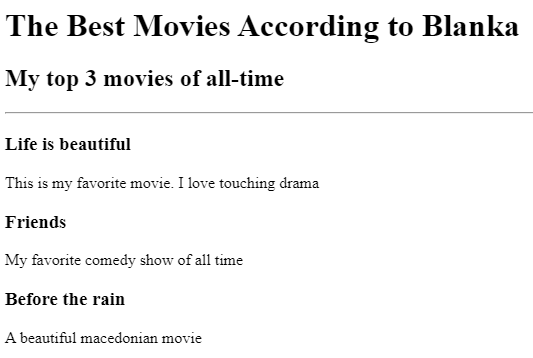 The Best Movies According to Blanka
My top 3 movies of all-time
Life is beautiful
This is my favorite movie. I love touching drama
Friends
My favorite comedy show of all time
Before the rain
A beautiful macedonian movie